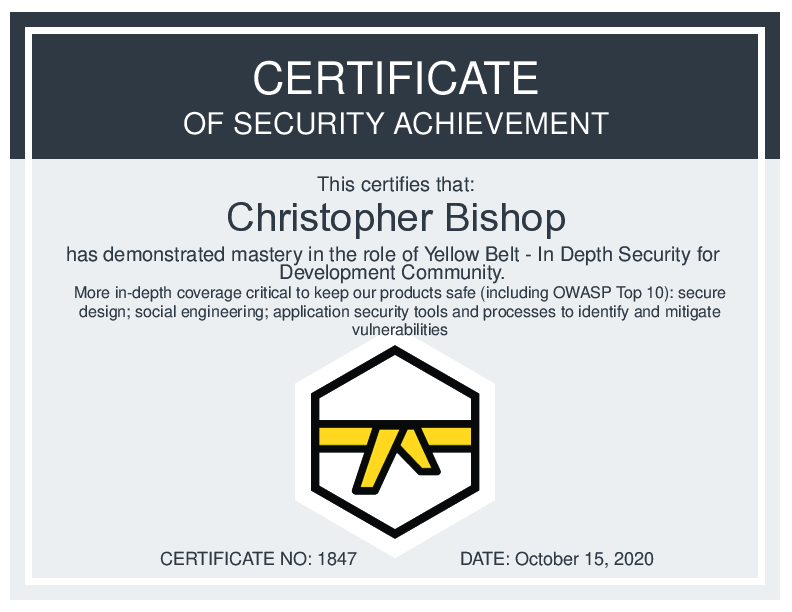 CERTIFICATE
OF SECURITY ACHIEVEMENT
This certifies that:
Christopher Bishop
has demonstrated mastery in the role of Yellow Belt - In Depth Security for
Development Community.
More in-depth coverage critical to keep our products safe (including OWASP Top 10): secure
design; social engineering; application security tools and processes to identify and mitigate
vulnerabilities
CERTIFICATE NO: 1847 DATE: October 15, 2020